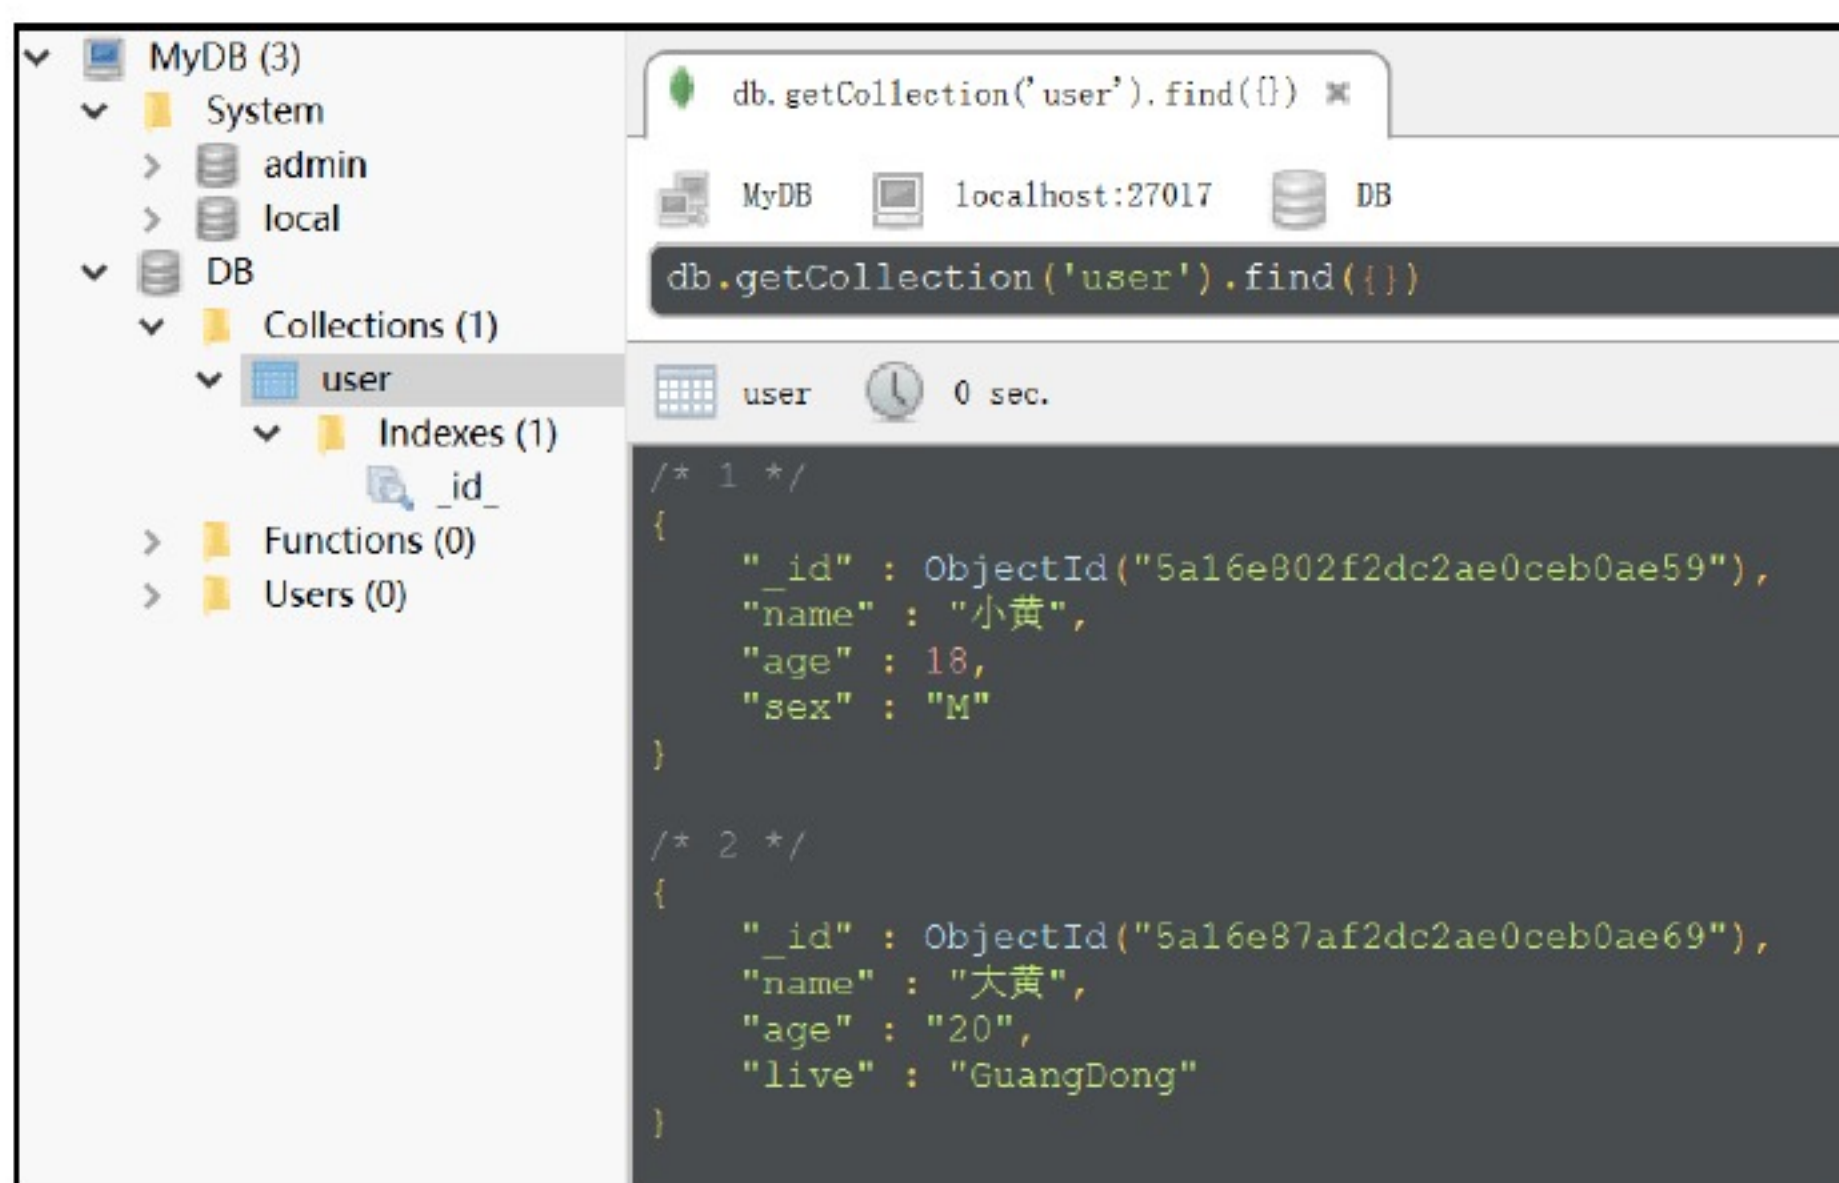 MyDB (3)
System
admin
local
DB
Collections (1)
user
Indexes (1)
_id_
Functions (0)
Users (0)
db.getCollection('user').find({})
MyDB localhost:27017 DB
db.getCollection('user').find({})
user 0 sec.
/* 1 */
{
"_id" : ObjectId("5a16e802f2dc2ae0ceb0ae59"),
"name" : "小黄",
"age" : 18,
"sex" : "M"
}
/* 2 */
{
"_id" : ObjectId("5a16e87af2dc2ae0ceb0ae69"),
"name" : "大黄",
"age" : "20",
"live" : "GuangDong"
}